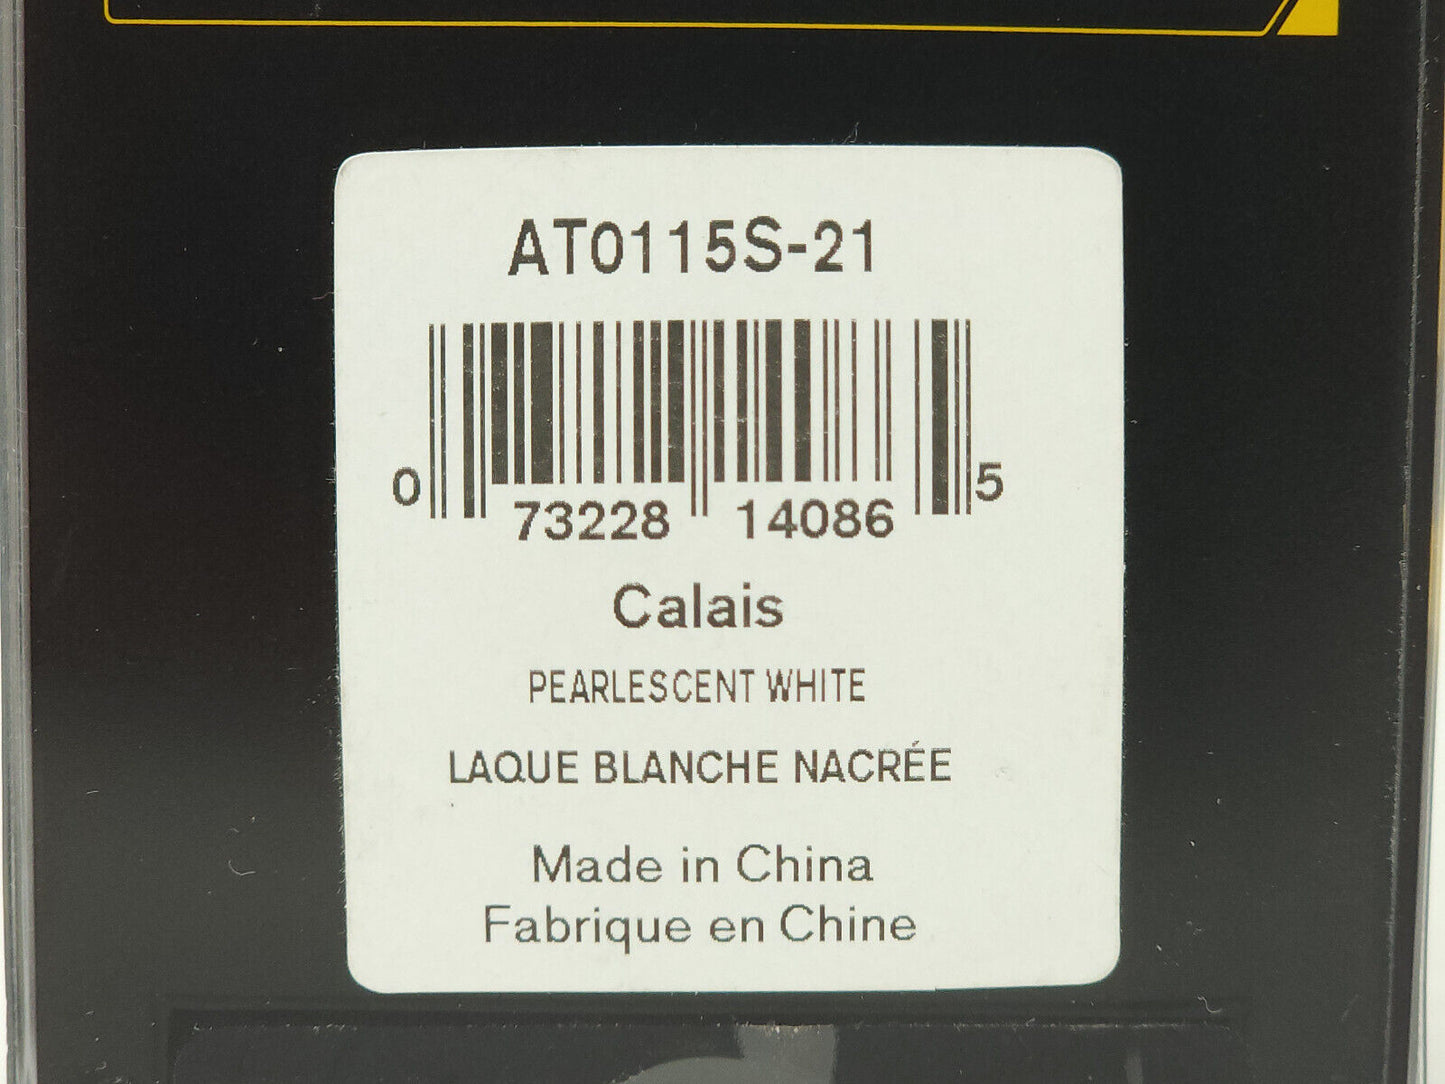 AT0115S-21
0 73228 14086 5
Calais
PEARLESCENT WHITE
LAQUE BLANCHE NACRÉE
Made in China
Fabrique en Chine